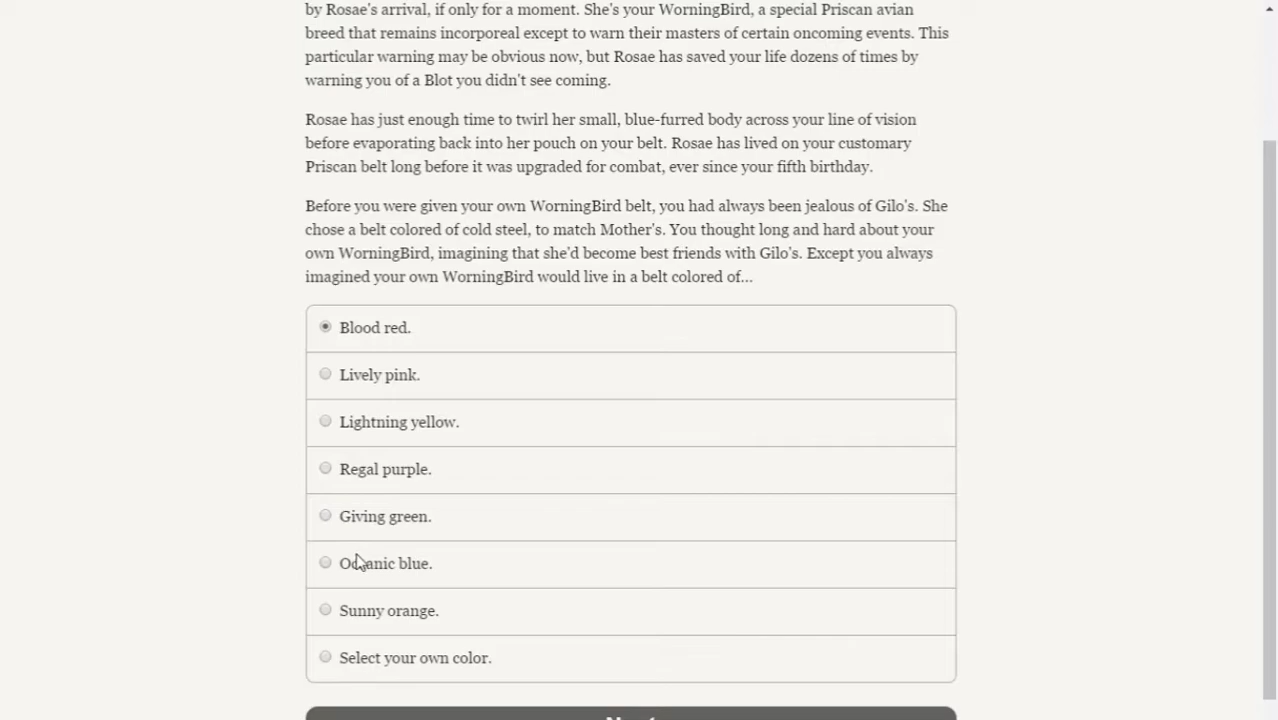 by Rosae's arrival, if only for a moment. She's your WorningBird, a special Priscan avian
breed that remains incorporeal except to warn their masters of certain oncoming events. This
particular warning may be obvious now, but Rosae has saved your life dozens of times by
warning you of a Blot you didn't see coming.
Rosae has just enough time to twirl her small, blue-furred body across your line of vision
before evaporating back into her pouch on your belt. Rosae has lived on your customary
Priscan belt long before it was upgraded for combat, ever since your fifth birthday.
Before you were given your own WorningBird belt, you had always been jealous of Gilo's. She
chose a belt colored of cold steel, to match Mother's. You thought long and hard about your
own WorningBird, imagining that she'd become best friends with Gilo's. Except you always
imagined your own WorningBird would live in a belt colored of...
Blood red.
Lively pink.
Lightning yellow.
Regal purple.
Giving green.
Oceanic blue.
Sunny orange.
Select your own color.